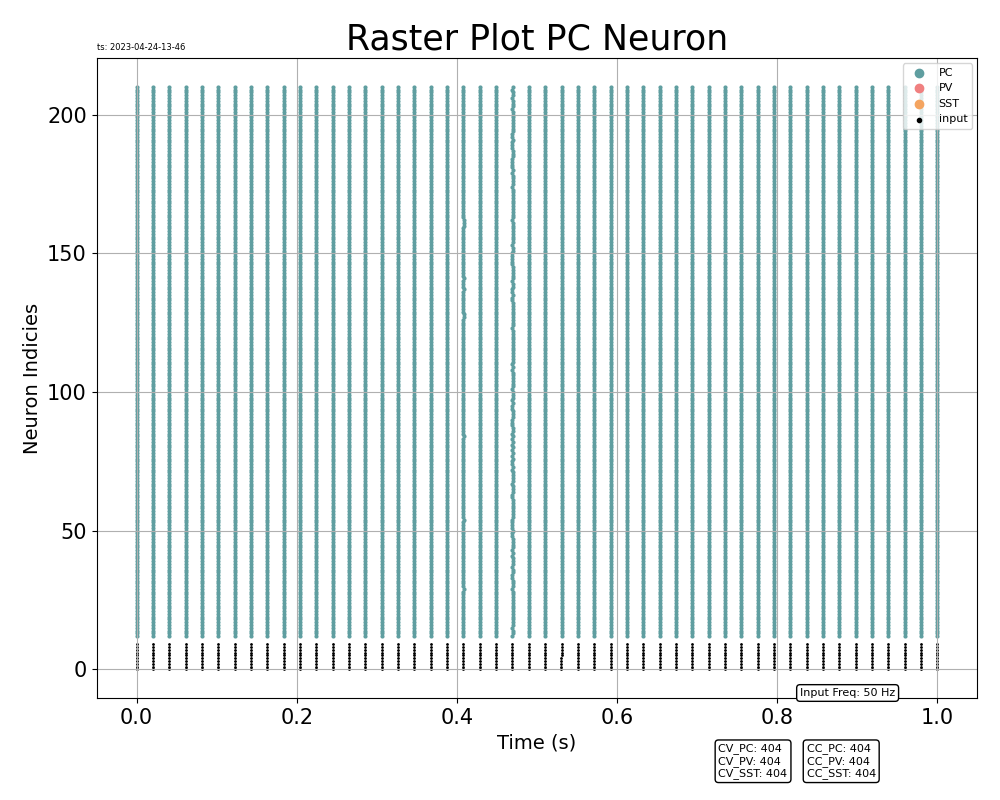 Raster Plot PC Neuron
ts: 2023-04-24-13-46
PC
PV
SST
input
200
150
100
50
0
Neuron Indicies
0.0 0.2 0.4 0.6 0.8 1.0
Input Freq: 50 Hz
Time (s)
CV_PC: 404
CV_PV: 404
CV_SST: 404
CC_PC: 404
CC_PV: 404
CC_SST: 404